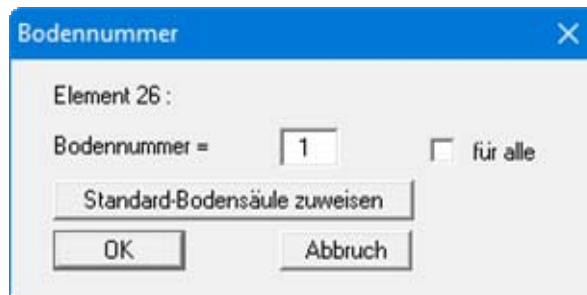 Bodennummer
Element 26 :
Bodennummer = 1 für alle
Standard-Bodensäule zuweisen
OK Abbruch